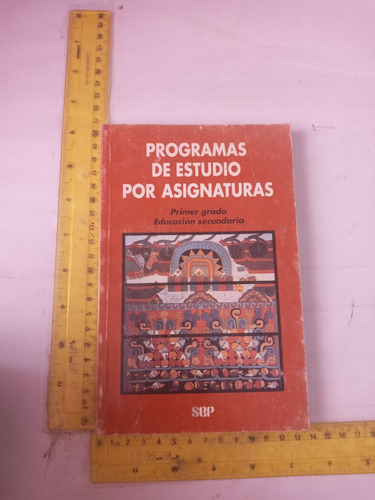 PROGRAMAS
DE ESTUDIO
POR ASIGNATURAS
Primer grado
Educación secundaria
sep